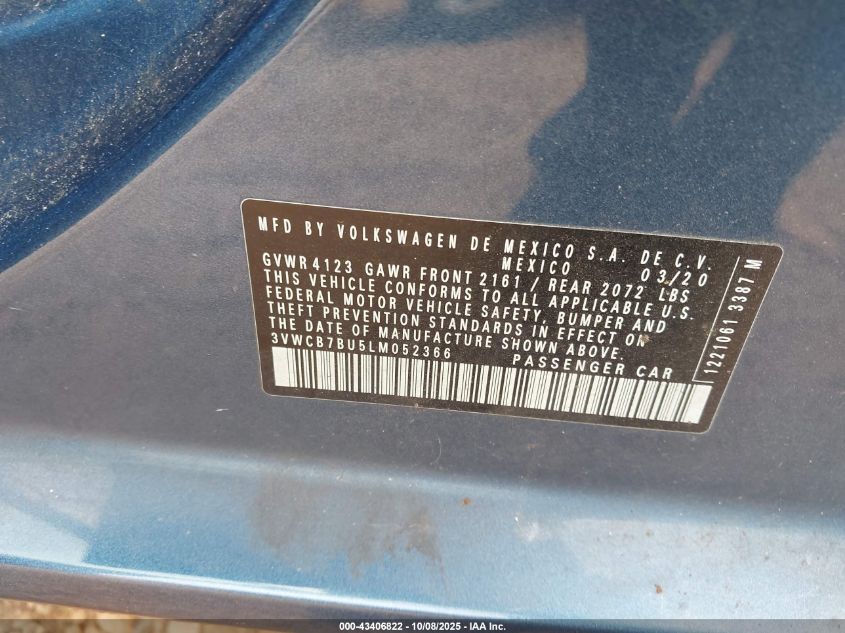 MFD BY VOLKSWAGEN DE MEXICO S.A. DE C.V.
MEXICO 03/20
GVWR 4123 GAWR FRONT 2161 / REAR 2072 LBS
THIS VEHICLE CONFORMS TO ALL APPLICABLE U.S.
FEDERAL MOTOR VEHICLE SAFETY, BUMPER AND
THEFT PREVENTION STANDARDS IN EFFECT ON
THE DATE OF MANUFACTURE SHOWN ABOVE.
3VWCB7BU5LM052366 PASSENGER CAR
1221061 3387 M
000-43406822 - 10/08/2025 - IAA Inc.